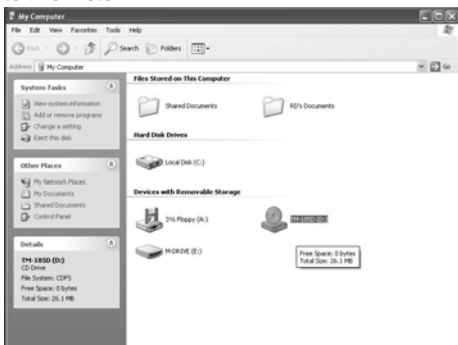 My Computer
File Edit View Favorites Tools Help
Back Search Folders
Address My Computer Go
System Tasks
View system information
Add or remove programs
Change a setting
Eject this disk
Other Places
My Network Places
My Documents
Shared Documents
Control Panel
Details
TM-185D (D:)
CD Drive
File System: CDFS
Free Space: 0 bytes
Total Size: 26.1 MB
Files Stored on This Computer
Shared Documents RD's Documents
Hard Disk Drives
Local Disk (C:)
Devices with Removable Storage
3½ Floppy (A:) TM-185D (D:)
M-DRIVE (E:)
Free Space: 0 bytes
Total Size: 26.1 MB